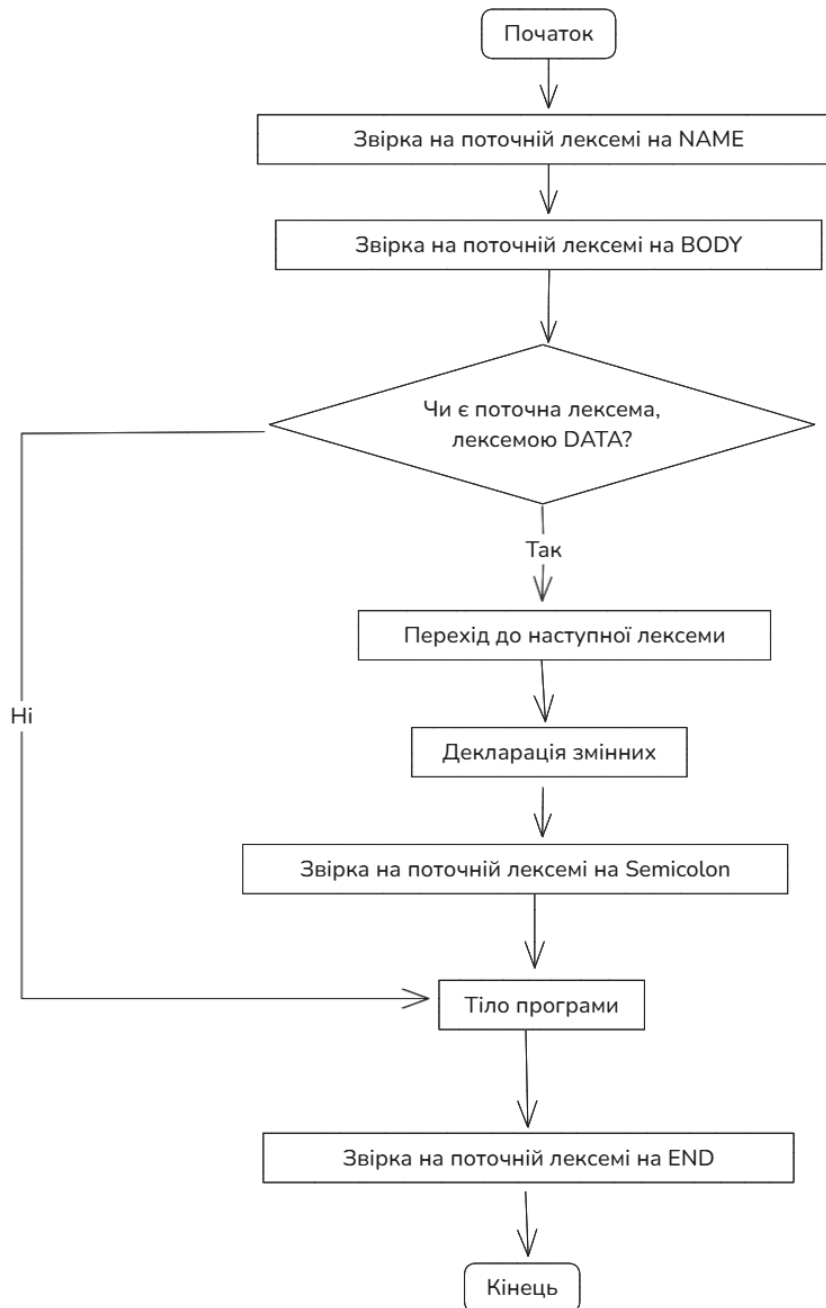 Початок
Звірка на поточній лексемі на NAME
Звірка на поточній лексемі на BODY
Чи є поточна лексема,
лексемою DATA?
Так
Перехід до наступної лексеми
Ні
Декларація змінних
Звірка на поточній лексемі на Semicolon
Тіло програми
Звірка на поточній лексемі на END
Кінець